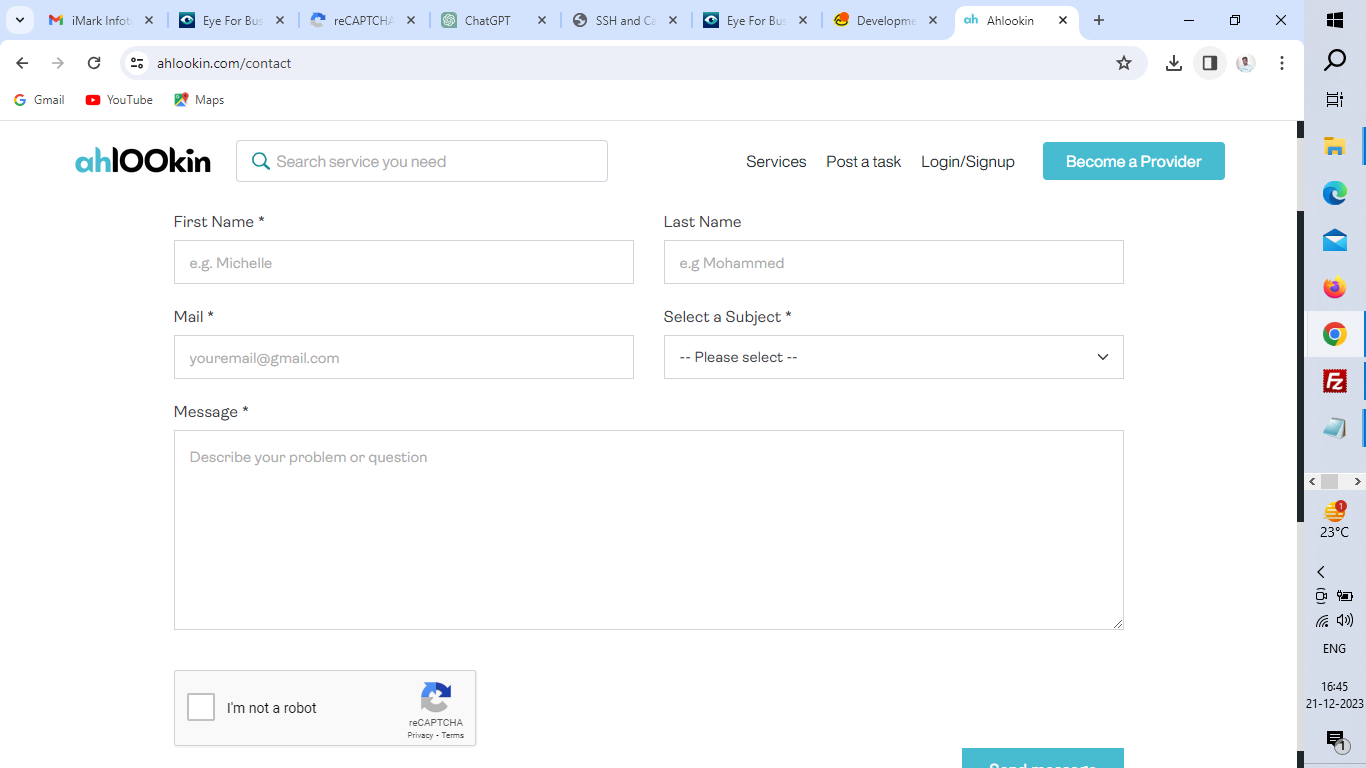 iMark Infot
Eye For Bus
reCAPTCHA
ChatGPT
SSH and Ca
Eye For Bus
Developme
Ahlookin
ahlookin.com/contact
Gmail
YouTube
Maps
ahlOOkin
Search service you need
Services
Post a task
Login/Signup
Become a Provider
First Name *
Last Name
e.g. Michelle
e.g Mohammed
Mail *
Select a Subject *
youremail@gmail.com
-- Please select --
Message *
Describe your problem or question
I'm not a robot
reCAPTCHA
Privacy - Terms
Send message
1
23°C
ENG
16:45
21-12-2023
1